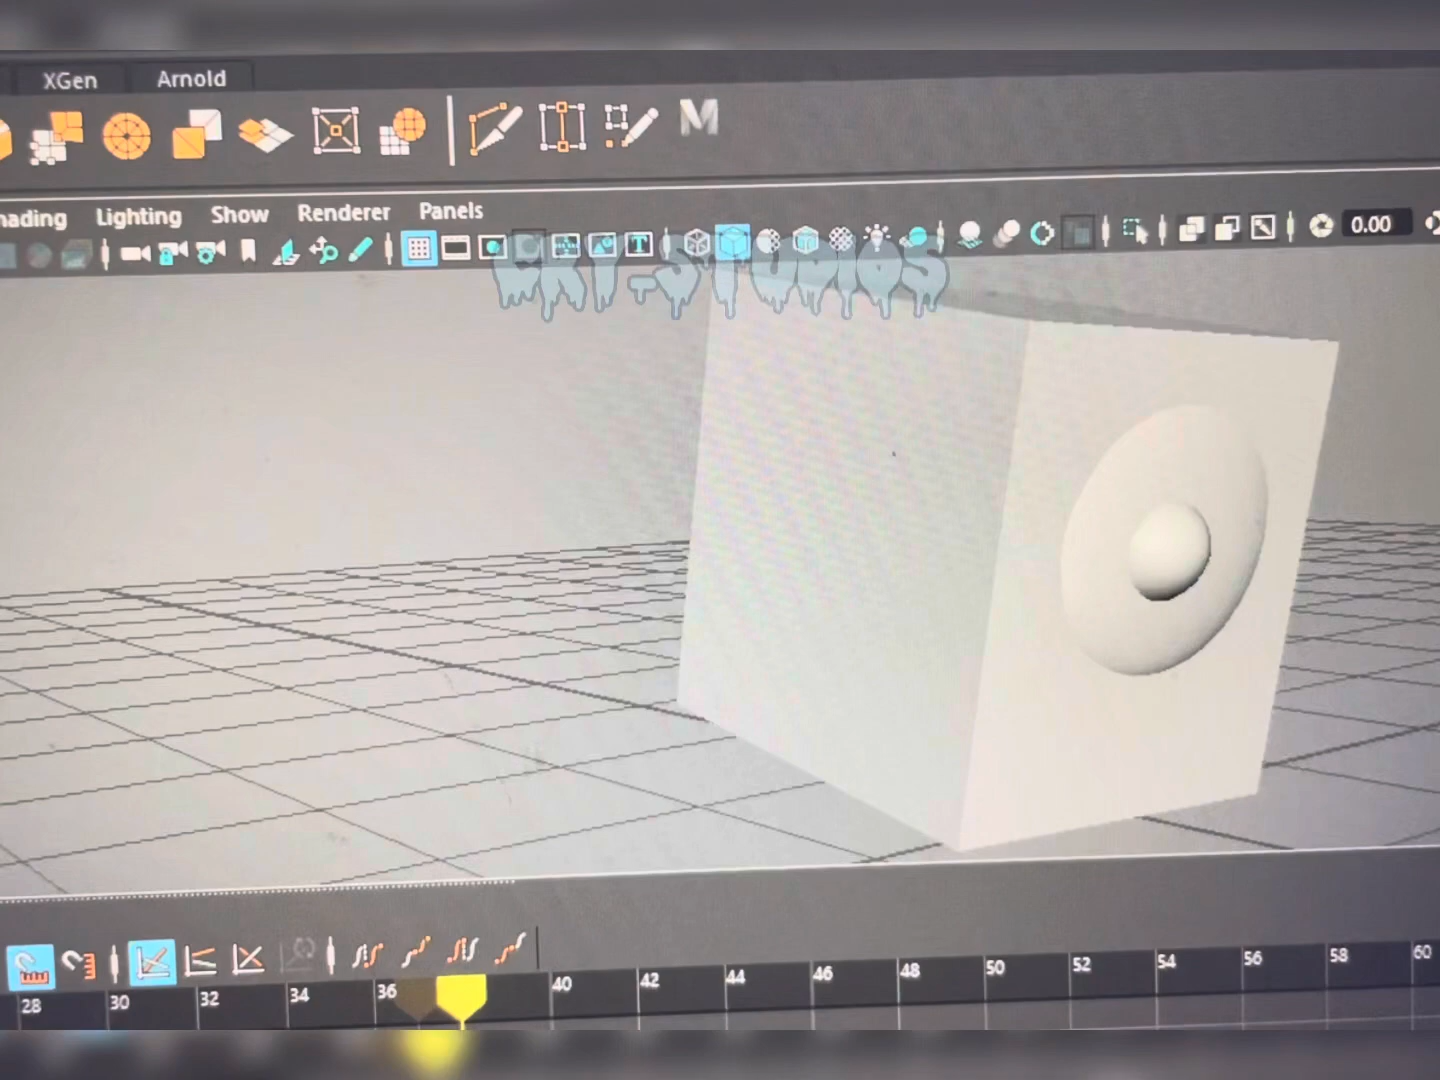 XGen Arnold
hading Lighting Show Renderer Panels
T 0.00
28 30 32 34 36 40 42 44 46 48 50 52 54 56 58 60